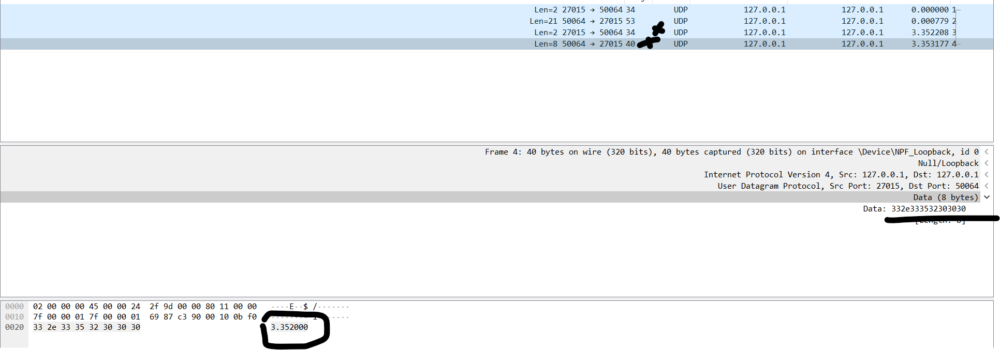 Len=2 27015 → 50064 34 UDP 127.0.0.1 127.0.0.1 0.000000 1
Len=21 50064 → 27015 53 UDP 127.0.0.1 127.0.0.1 0.000779 2
Len=2 27015 → 50064 34 UDP 127.0.0.1 127.0.0.1 3.352208 3
Len=8 50064 → 27015 40 UDP 127.0.0.1 127.0.0.1 3.353177 4
Frame 4: 40 bytes on wire (320 bits), 40 bytes captured (320 bits) on interface \Device\NPF_Loopback, id 0
Null/Loopback
Internet Protocol Version 4, Src: 127.0.0.1, Dst: 127.0.0.1
User Datagram Protocol, Src Port: 27015, Dst Port: 50064
Data (8 bytes)
Data: 332e333532303030
[Length: 8]
0000 02 00 00 00 45 00 00 24 2f 9d 00 00 80 11 00 00 ····E··$ /·······
0010 7f 00 00 01 7f 00 00 01 69 87 c3 90 00 10 0b f0
0020 33 2e 33 35 32 30 30 30 3.352000